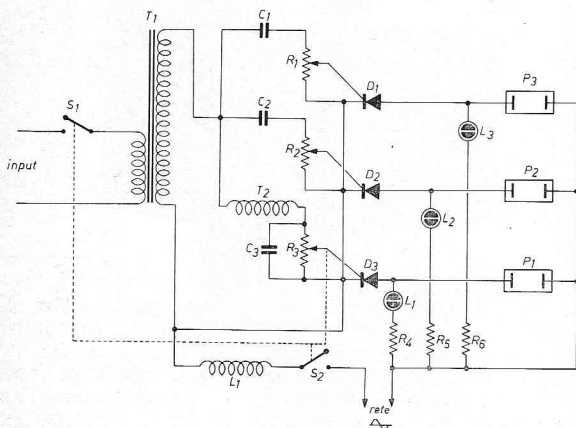 T1
C1
R1
D1
P3
S1
C2
L3
R2
D2
P2
input
T2
L2
C3
R3
D3
P1
L1
R4
R5
R6
L1
S2
rete